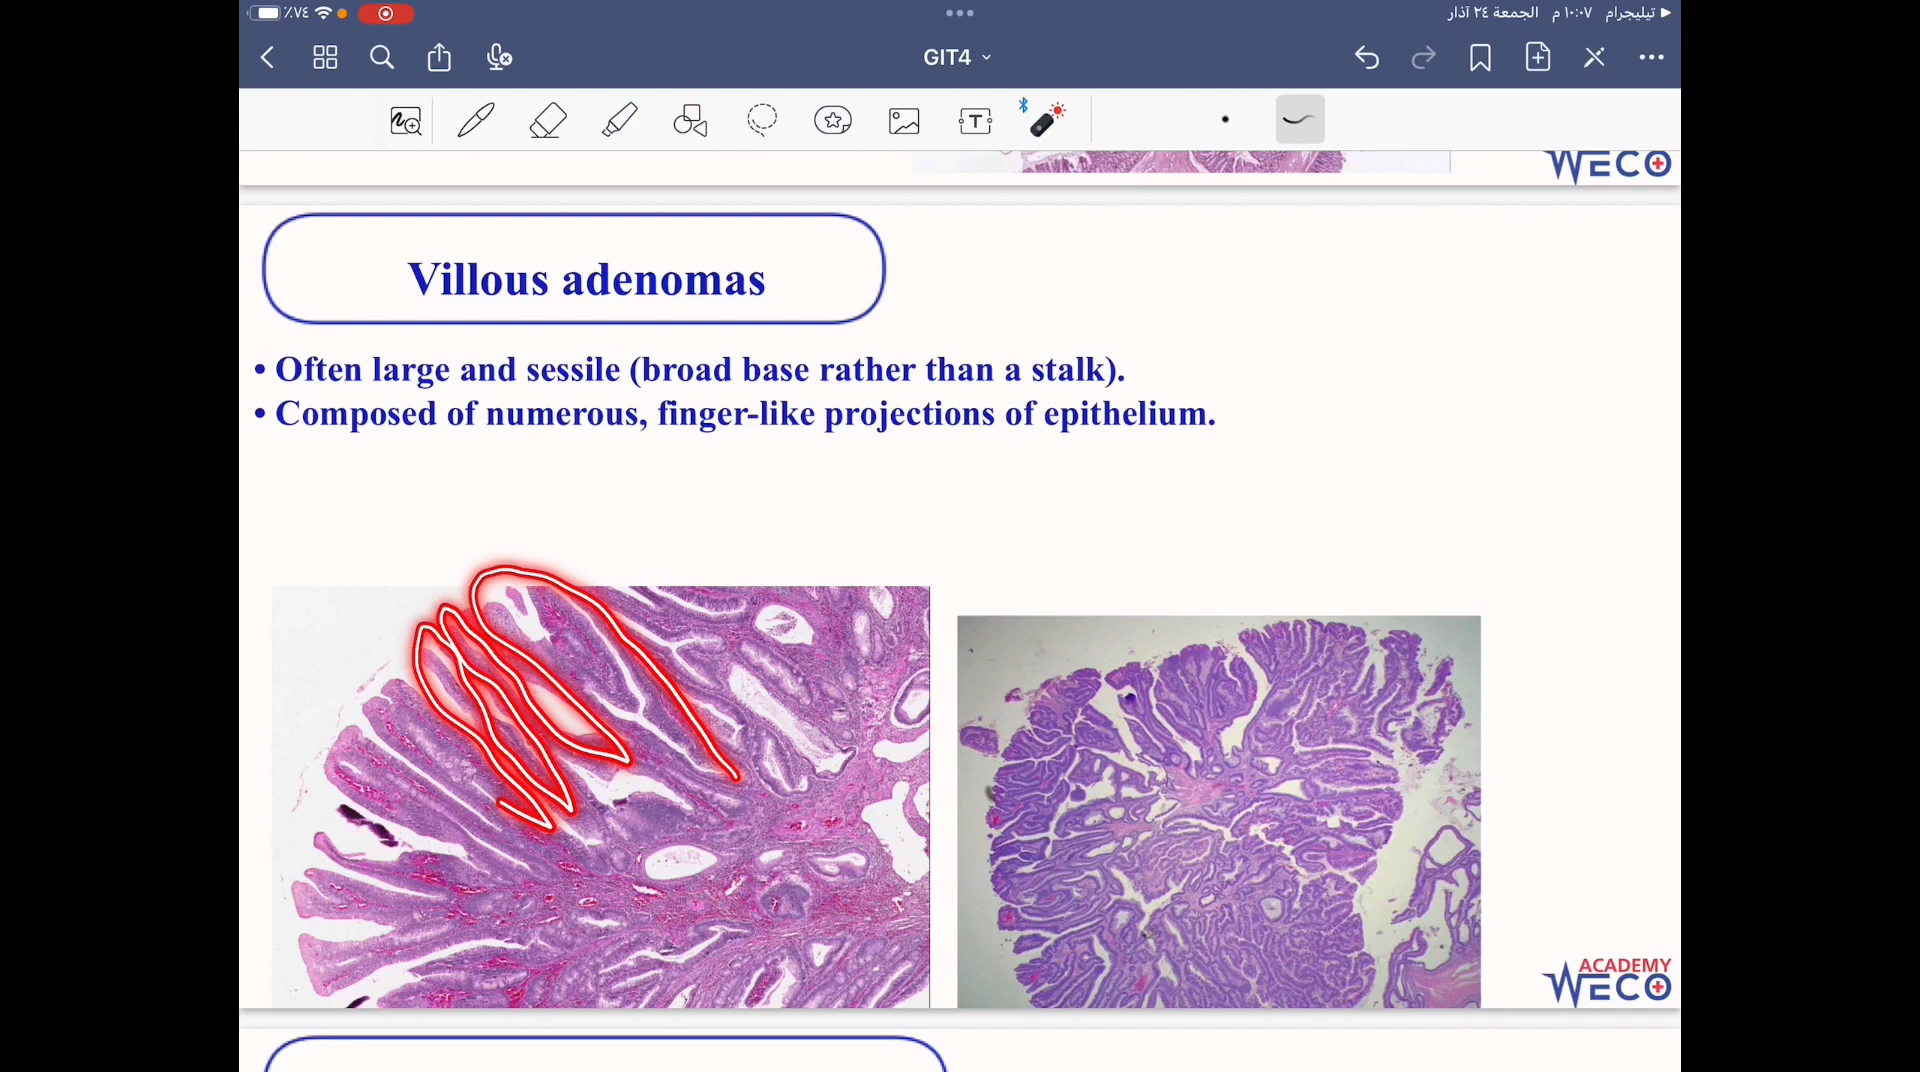 ٪٧٤
تيليجرام ١٠:٠٧ م الجمعة ٢٤ آذار
GIT4
T
WECO
Villous adenomas
• Often large and sessile (broad base rather than a stalk).
• Composed of numerous, finger-like projections of epithelium.
ACADEMY
WECO